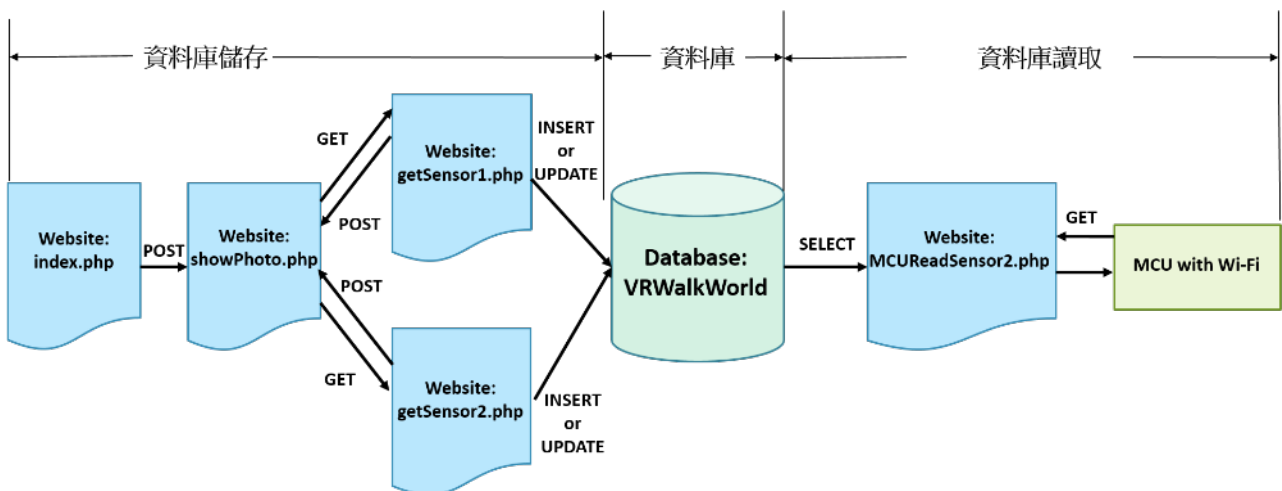 資料庫儲存
資料庫
資料庫讀取
Website:
index.php
POST
Website:
showPhoto.php
GET
POST
Website:
getSensor1.php
INSERT
or
UPDATE
POST
GET
Website:
getSensor2.php
INSERT
or
UPDATE
Database:
VRWalkWorld
SELECT
Website:
MCUReadSensor2.php
GET
MCU with Wi-Fi